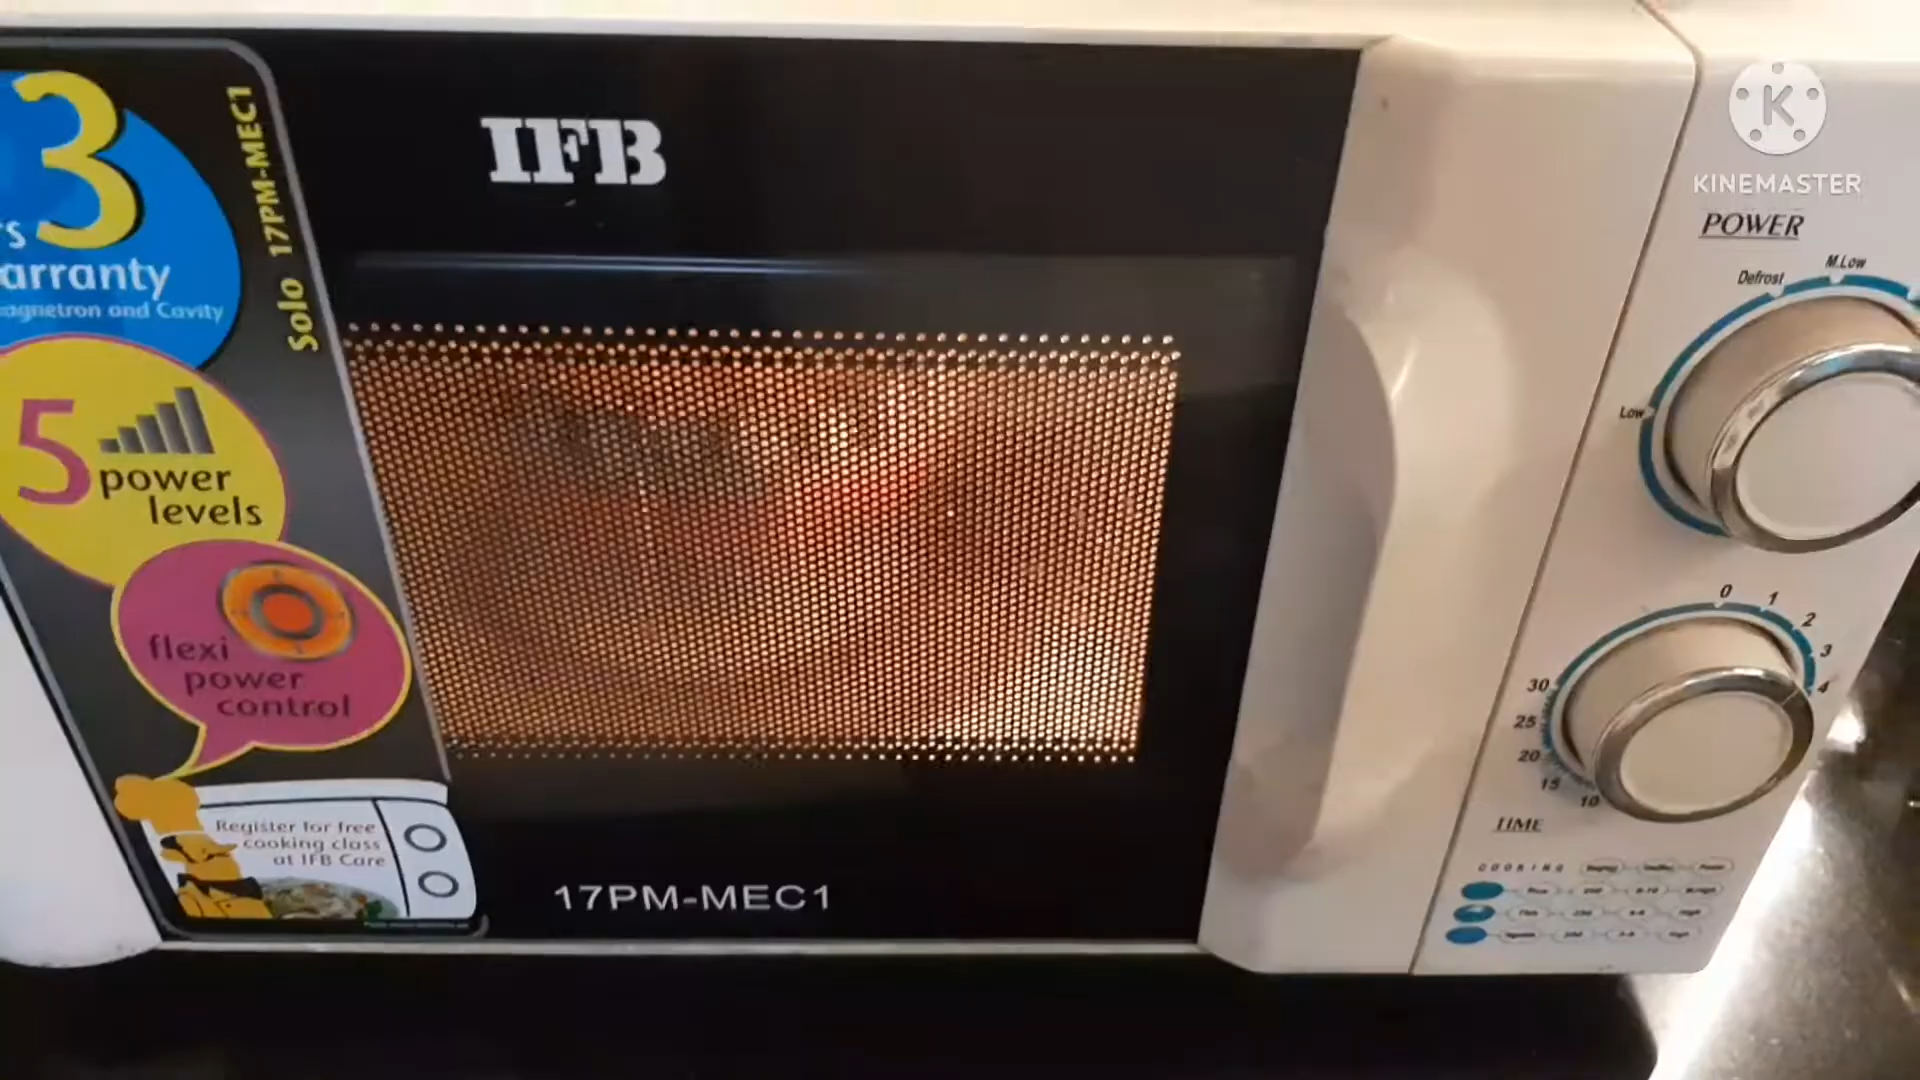 3
arranty
agnetron and Cavity
Solo 17PM-MEC1
5
power
levels
flexi
power
control
Register for free
cooking class
at IFB Care
IFB
17PM-MEC1
KINEMASTER
POWER
Defrost
M.Low
Low
0
1
2
3
4
30
25
20
15
10
TIME
COOKING